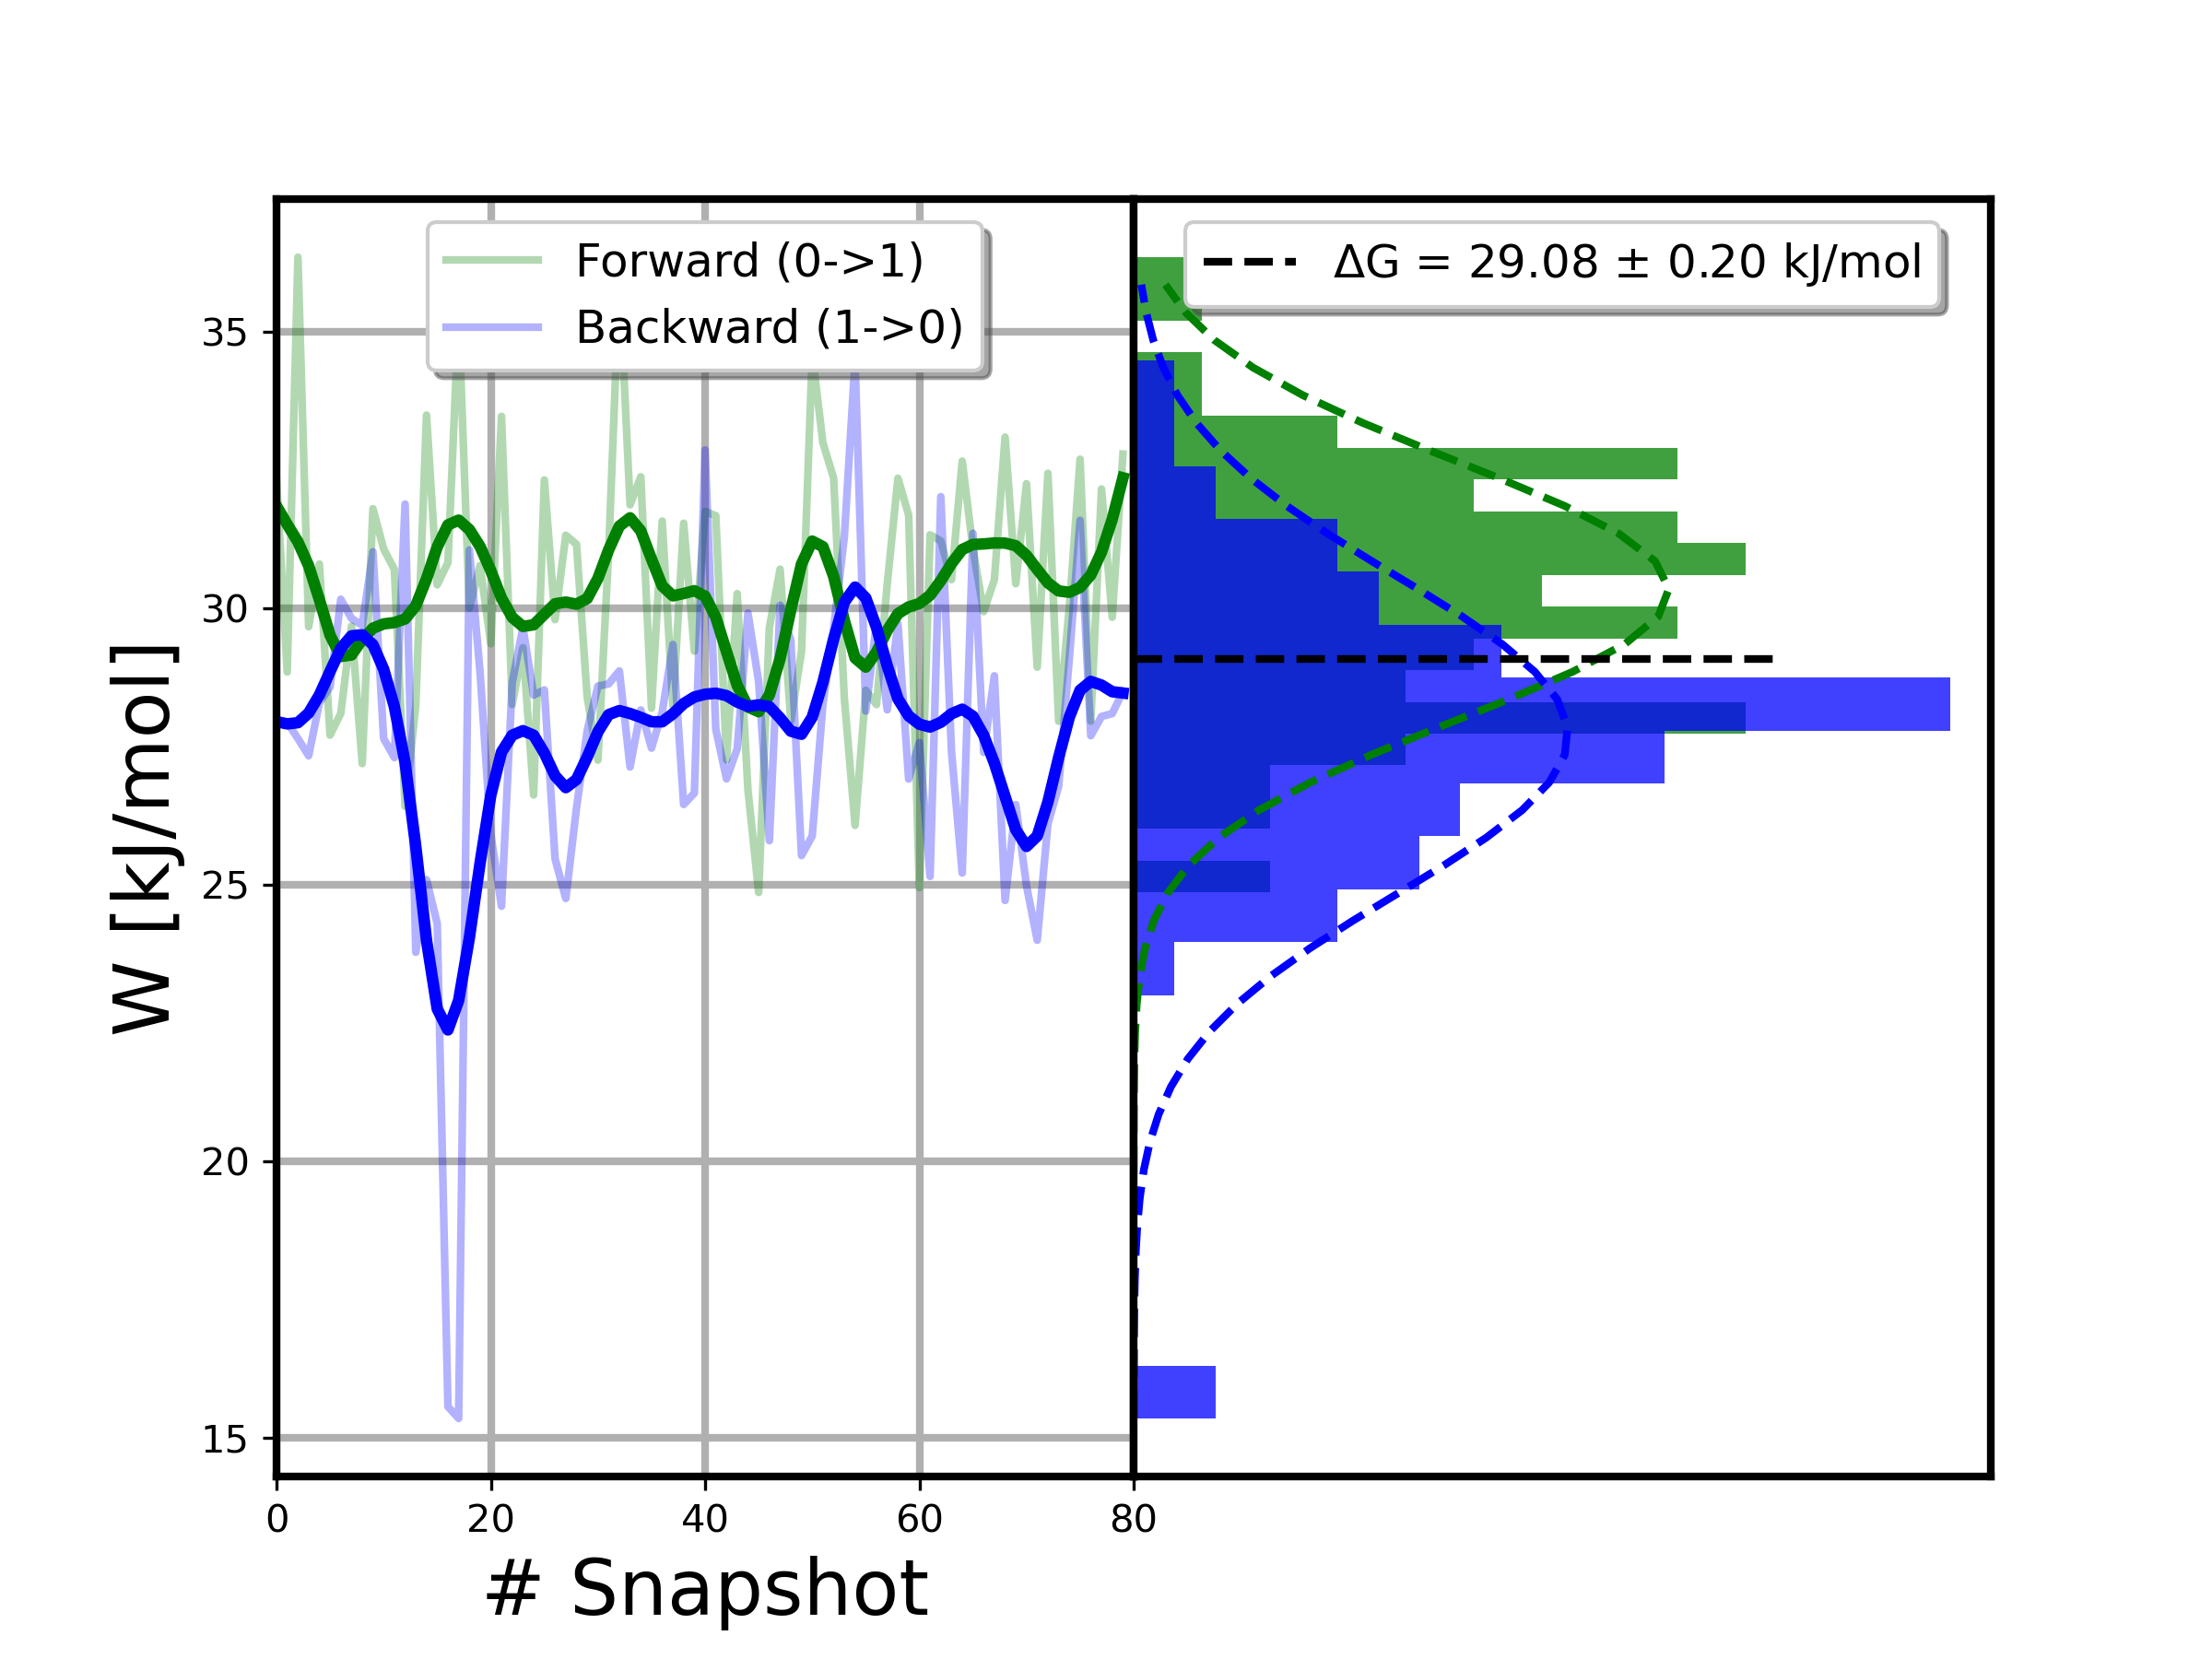 Forward (0->1)
Backward (1->0)
ΔG = 29.08 ± 0.20 kJ/mol
W [kJ/mol]
35
30
25
20
15
0 20 40 60 80
# Snapshot